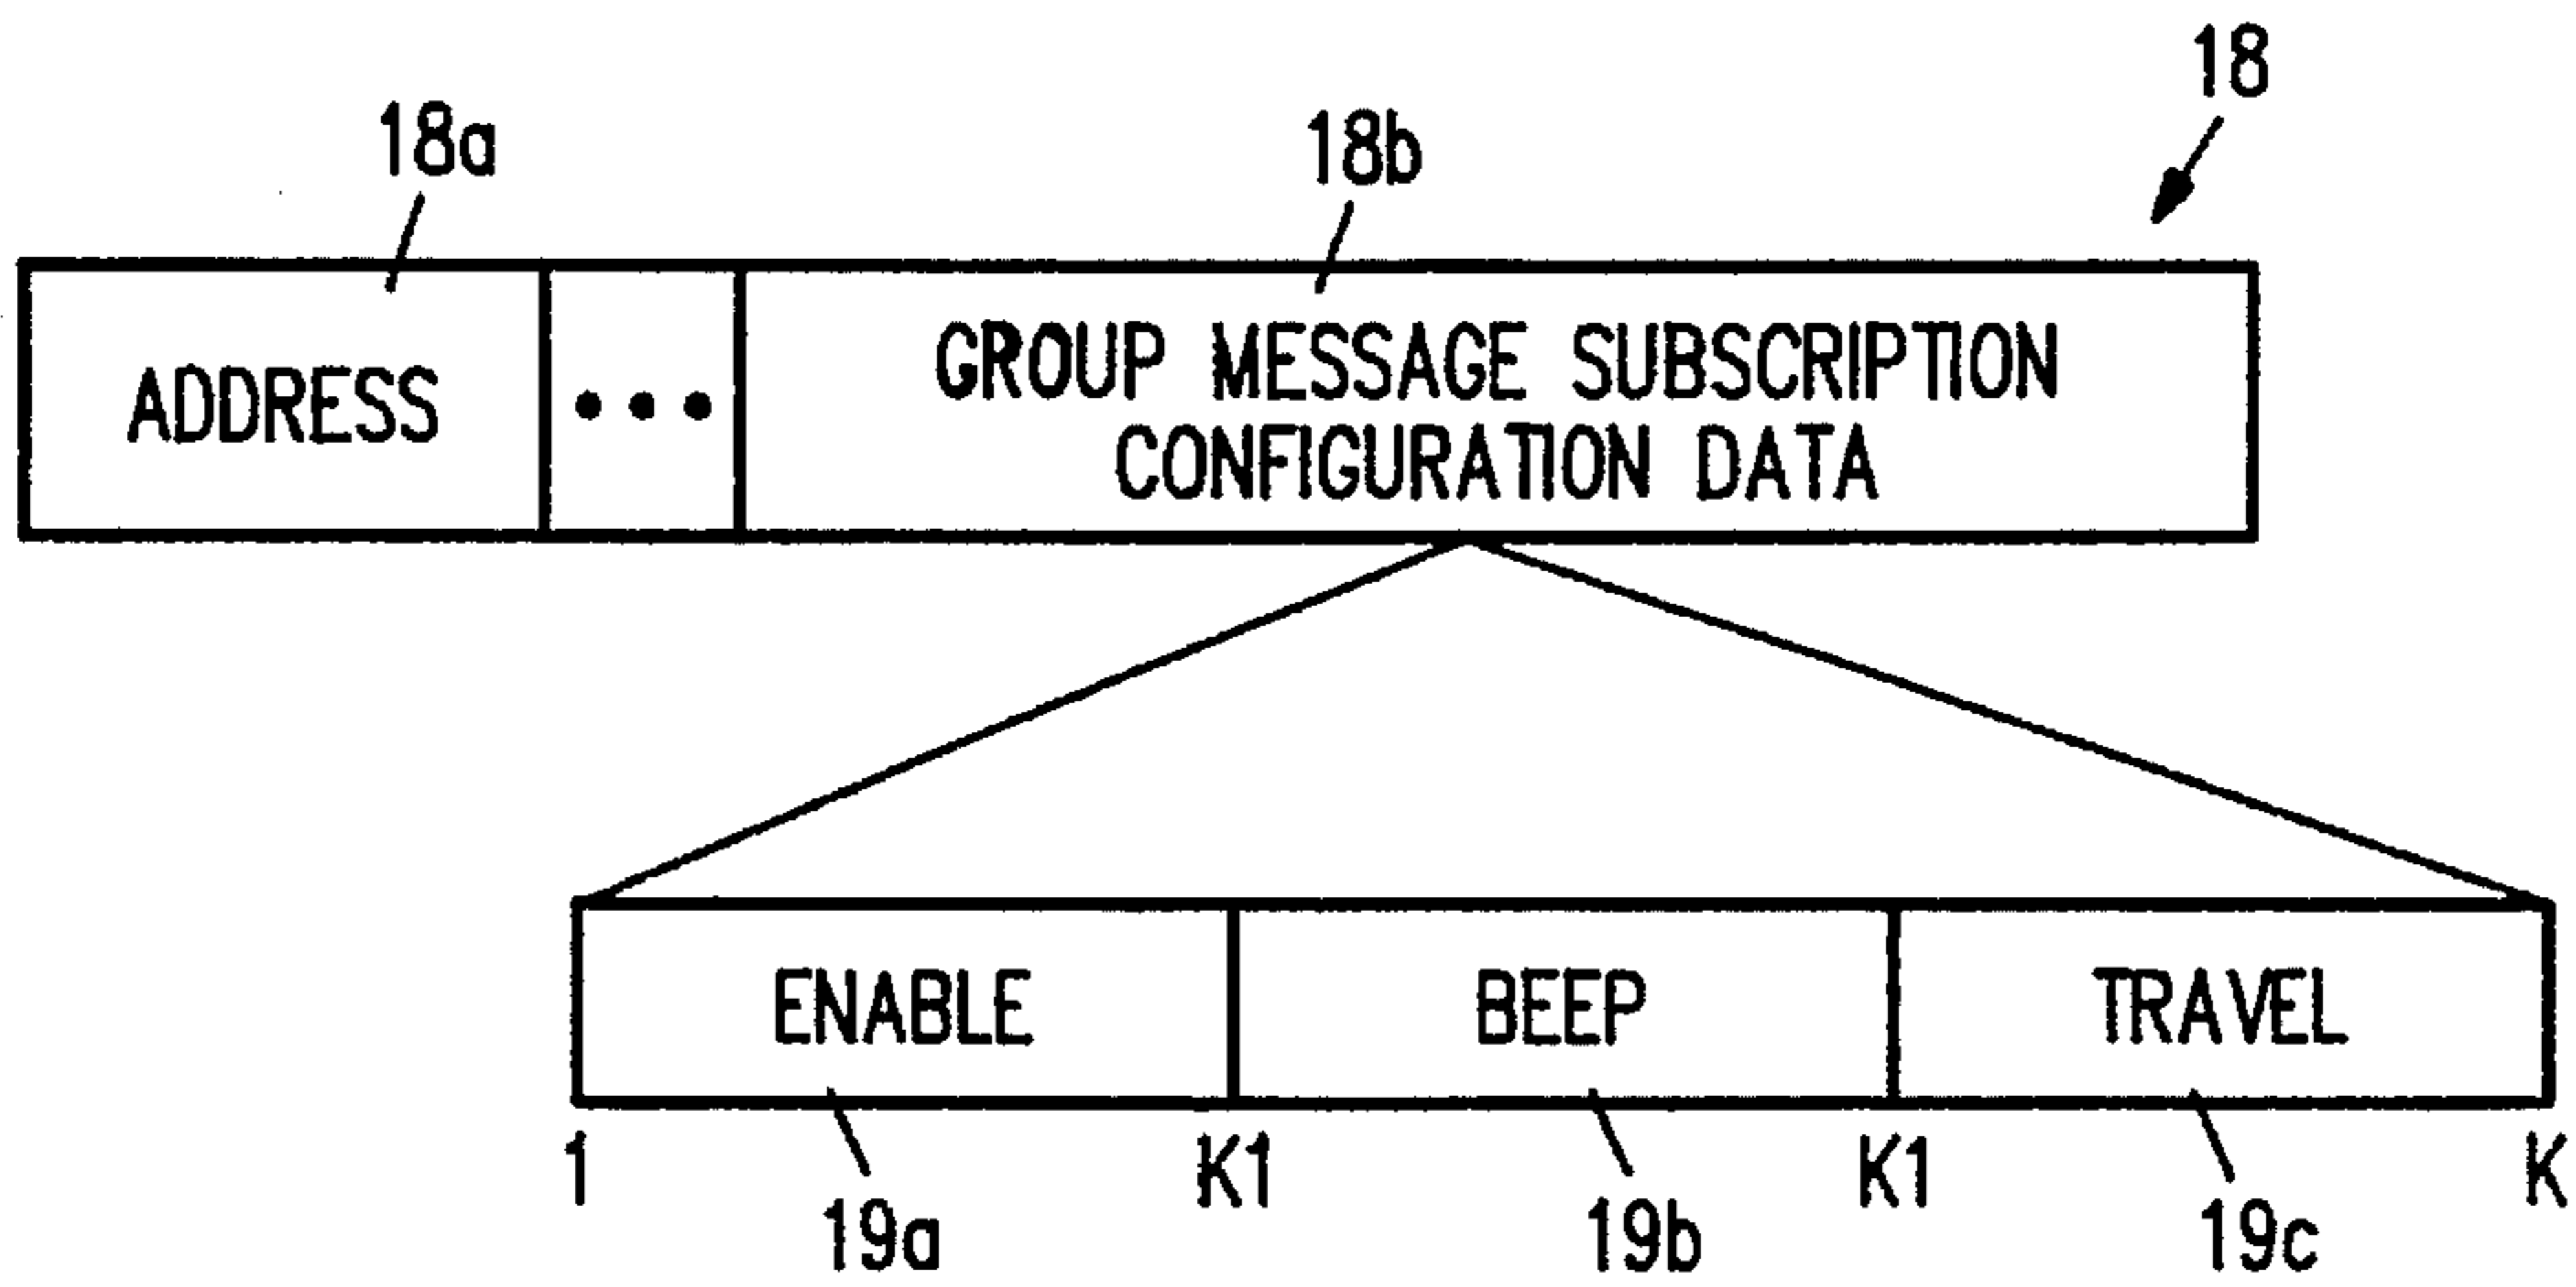 18
18a
18b
ADDRESS
•••
GROUP MESSAGE SUBSCRIPTION
CONFIGURATION DATA
ENABLE
BEEP
TRAVEL
1
K1
K1
K
19a
19b
19c